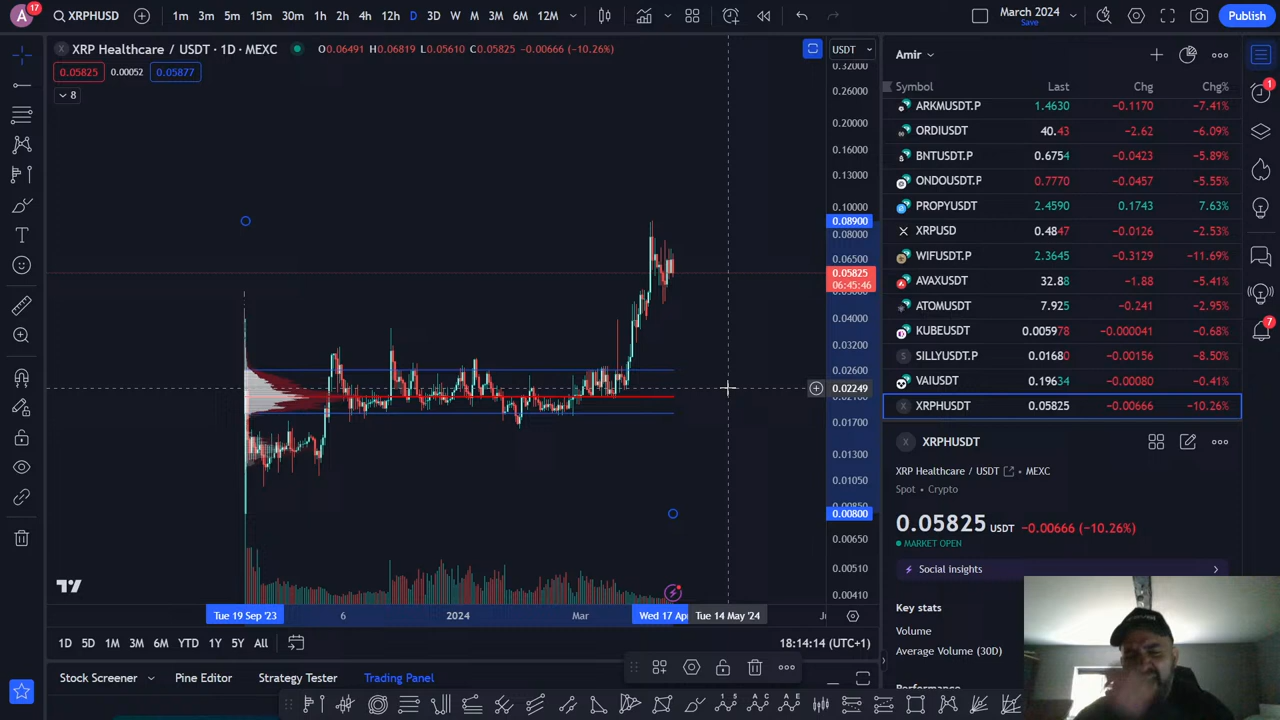 A 17 XRPHUSD 1m 3m 5m 15m 30m 1h 2h 4h 12h D 3D W M 3M 6M 12M March 2024 Save Publish
XRP Healthcare / USDT · 1D · MEXC O0.06491 H0.06819 L0.05610 C0.05825 −0.00666 (−10.26%)
0.05825 0.00052 0.05877
8
USDT
0.32000
0.26000
0.20000
0.16000
0.13000
0.10000
0.08900
0.08000
0.06500
0.05825
06:45:46
0.04000
0.03200
0.02600
0.02249
0.01700
0.01300
0.01050
0.00800
0.00650
0.00510
0.00410
Tue 19 Sep '23 6 2024 Mar Wed 17 Ap Tue 14 May '24
1D 5D 1M 3M 6M YTD 1Y 5Y All 18:14:14 (UTC+1)
Stock Screener Pine Editor Strategy Tester Trading Panel
Amir
Symbol Last Chg Chg%
ARKMUSDT.P 1.4630 −0.1170 −7.41%
ORDIUSDT 40.43 −2.62 −6.09%
BNTUSDT.P 0.6754 −0.0423 −5.89%
ONDOUSDT.P 0.7770 −0.0457 −5.55%
PROPYUSDT 2.4590 0.1743 7.63%
XRPUSD 0.4847 −0.0126 −2.53%
WIFUSDT.P 2.3645 −0.3129 −11.69%
AVAXUSDT 32.88 −1.88 −5.41%
ATOMUSDT 7.925 −0.241 −2.95%
KUBEUSDT 0.005978 −0.000041 −0.68%
SILLYUSDT.P 0.01680 −0.00156 −8.50%
VAIUSDT 0.19634 −0.00080 −0.41%
XRPHUSDT 0.05825 −0.00666 −10.26%
XRPHUSDT
XRP Healthcare / USDT • MEXC
Spot • Crypto
0.05825 USDT −0.00666 (−10.26%)
MARKET OPEN
Social insights
Key stats
Volume
Average Volume (30D)
1
7